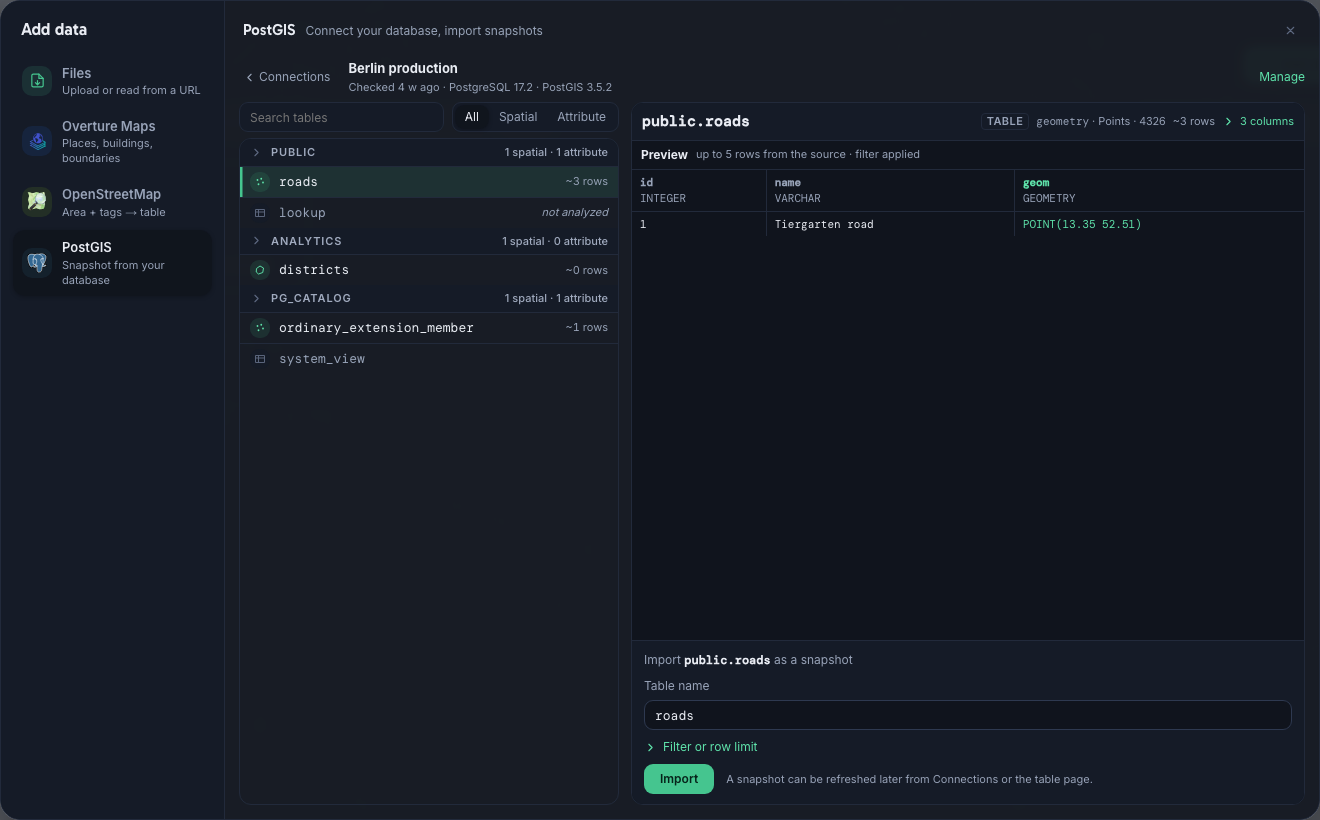 Add data
Files
Upload or read from a URL
Overture Maps
Places, buildings,
boundaries
OpenStreetMap
Area + tags → table
PostGIS
Snapshot from your
database
PostGIS Connect your database, import snapshots ×
‹ Connections
Berlin production
Checked 4 w ago · PostgreSQL 17.2 · PostGIS 3.5.2
Manage
Search tables
All Spatial Attribute
PUBLIC 1 spatial · 1 attribute
roads ~3 rows
lookup not analyzed
ANALYTICS 1 spatial · 0 attribute
districts ~0 rows
PG_CATALOG 1 spatial · 1 attribute
ordinary_extension_member ~1 rows
system_view
public.roads TABLE geometry · Points · 4326 ~3 rows 3 columns
Preview up to 5 rows from the source · filter applied
id name geom
INTEGER VARCHAR GEOMETRY
1 Tiergarten road POINT(13.35 52.51)
Import public.roads as a snapshot
Table name
roads
Filter or row limit
Import A snapshot can be refreshed later from Connections or the table page.